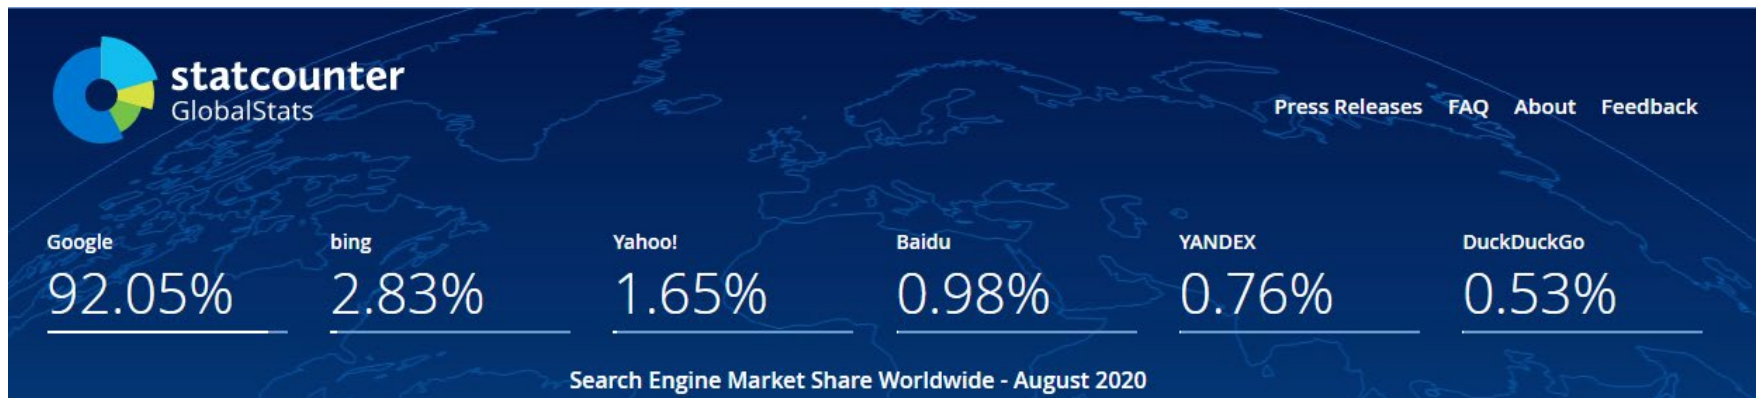 statcounter
GlobalStats
Press Releases FAQ About Feedback
Google bing Yahoo! Baidu YANDEX DuckDuckGo
92.05% 2.83% 1.65% 0.98% 0.76% 0.53%
Search Engine Market Share Worldwide - August 2020